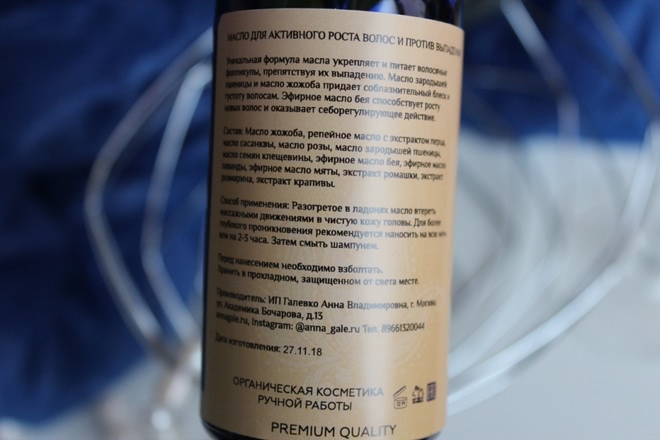 МАСЛО ДЛЯ АКТИВНОГО РОСТА ВОЛОС И ПРОТИВ
Уникальная формула масла укрепляет и питает волосяные
фолликулы, препятствуя их выпадению. Масло зародышей
пшеницы и масло жожоба придает соблазнительный блеск и
густоту волосам. Эфирное масло бея способствует росту
новых волос и оказывает себорегулирующее действие.
Состав: Масло жожоба, репейное масло с экстрактом перца,
масло сасанквы, масло розы, масло зародышей пшеницы,
масло семян клещевины, эфирное масло бея, эфирное масло
лаванды, эфирное масло мяты, экстракт ромашки, экстракт
розмарина, экстракт крапивы.
Способ применения: Разогретое в ладонях масло втереть
массажными движениями в чистую кожу головы. Для более
глубокого проникновения рекомендуется наносить на всю
или на 2-3 часа. Затем смыть шампунем.
Перед нанесением необходимо взболтать.
Хранить в прохладном, защищенном от света месте.
Производитель: ИП Галевко Анна Владимировна, г. Москва,
ул. Академика Бочарова, д.13
annagale.ru, Instagram: @anna_gale.ru Тел. 89661320044
Дата изготовления: 27.11.18
ОРГАНИЧЕСКАЯ КОСМЕТИКА
РУЧНОЙ РАБОТЫ
PREMIUM QUALITY